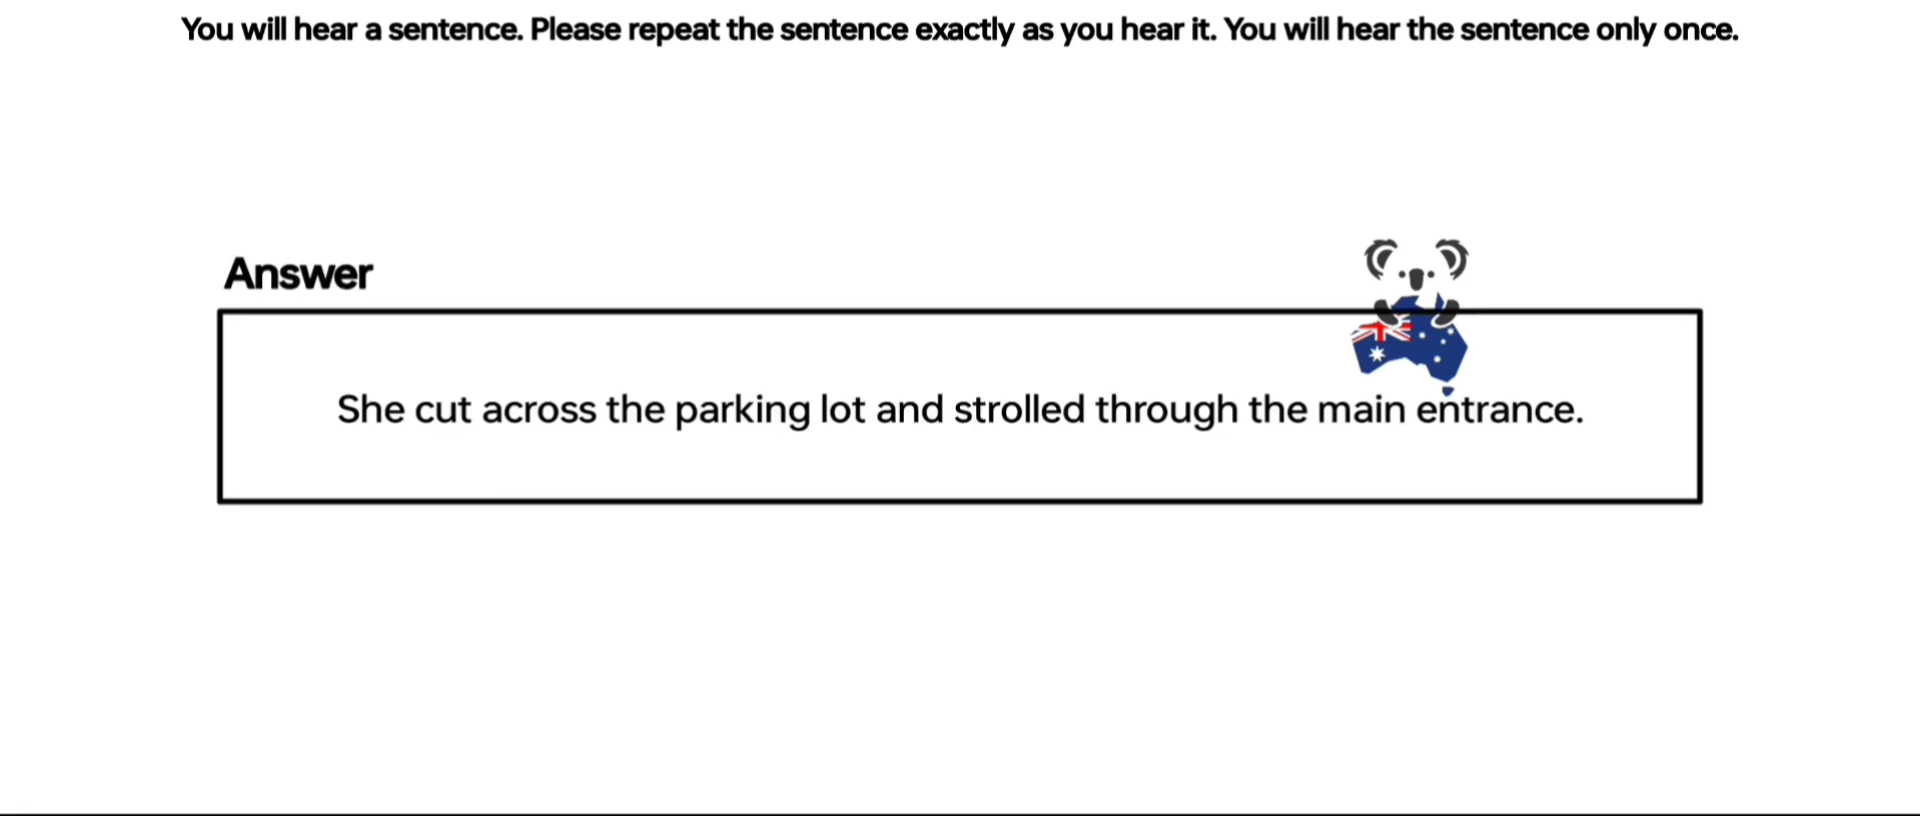 You will hear a sentence. Please repeat the sentence exactly as you hear it. You will hear the sentence only once.
Answer
She cut across the parking lot and strolled through the main entrance.